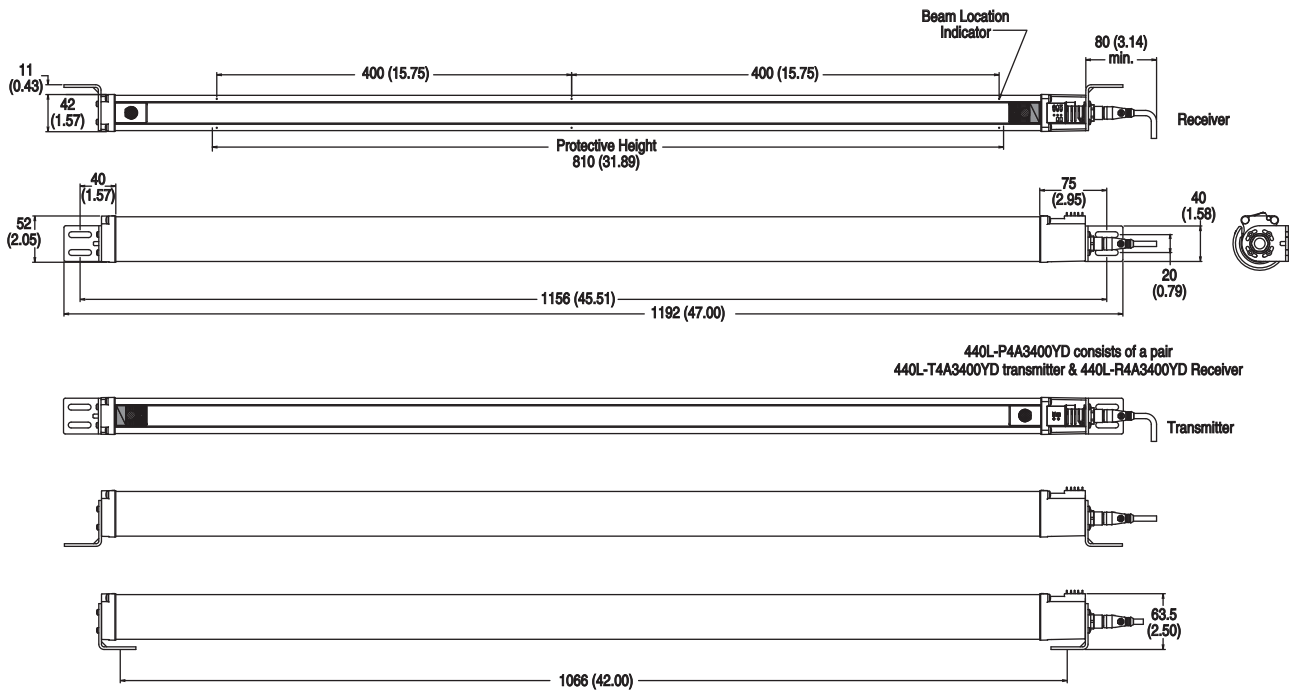 Beam Location
Indicator
80 (3.14)
min.
11
(0.43)
400 (15.75)
400 (15.75)
42
(1.57)
Receiver
Protective Height
810 (31.89)
40
(1.57)
75
(2.95)
52
(2.05)
40
(1.58)
20
(0.79)
1156 (45.51)
1192 (47.00)
440L-P4A3400YD consists of a pair
440L-T4A3400YD transmitter & 440L-R4A3400YD Receiver
Transmitter
63.5
(2.50)
1066 (42.00)